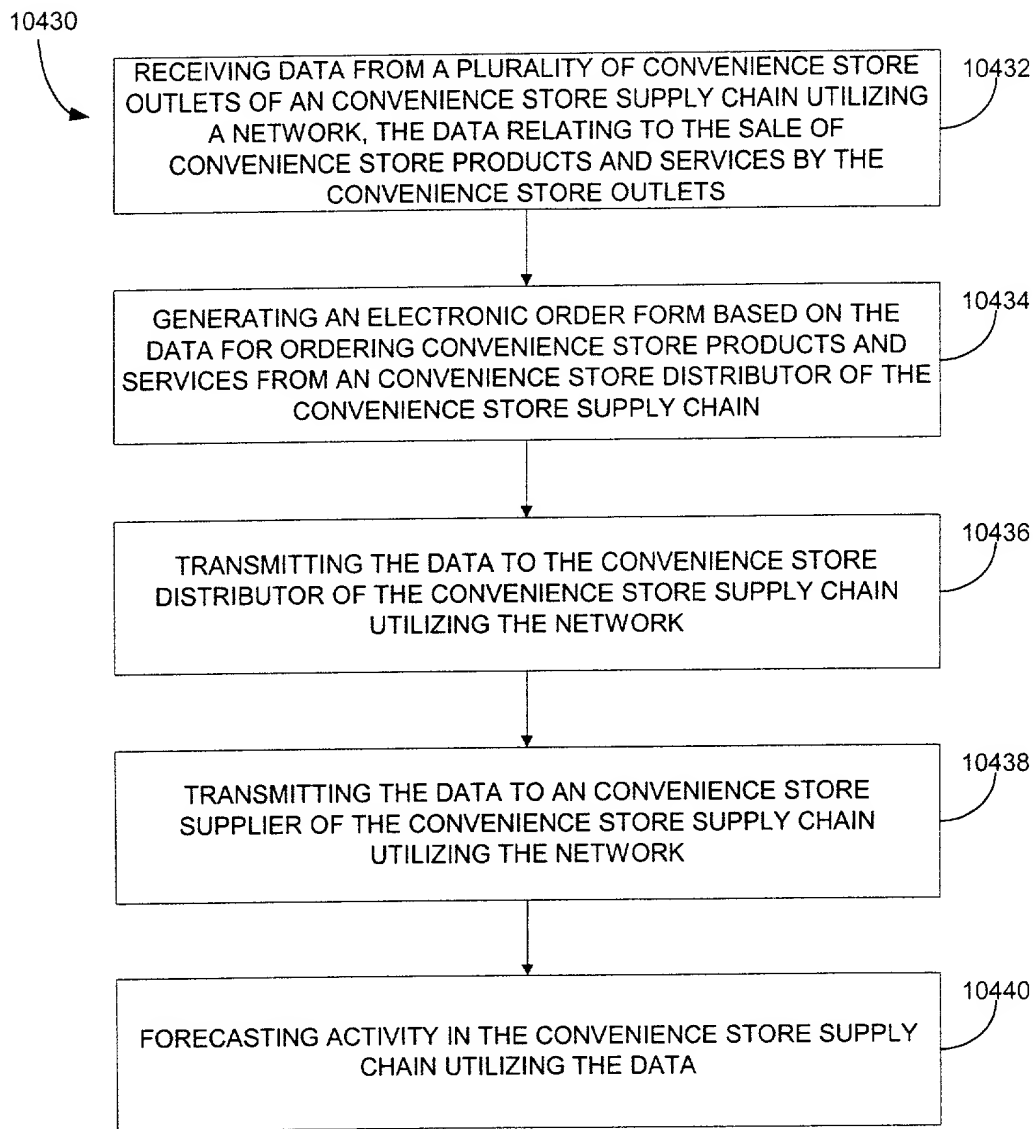 10430
RECEIVING DATA FROM A PLURALITY OF CONVENIENCE STORE
OUTLETS OF AN CONVENIENCE STORE SUPPLY CHAIN UTILIZING
A NETWORK, THE DATA RELATING TO THE SALE OF
CONVENIENCE STORE PRODUCTS AND SERVICES BY THE
CONVENIENCE STORE OUTLETS
10432
GENERATING AN ELECTRONIC ORDER FORM BASED ON THE
DATA FOR ORDERING CONVENIENCE STORE PRODUCTS AND
SERVICES FROM AN CONVENIENCE STORE DISTRIBUTOR OF THE
CONVENIENCE STORE SUPPLY CHAIN
10434
TRANSMITTING THE DATA TO THE CONVENIENCE STORE
DISTRIBUTOR OF THE CONVENIENCE STORE SUPPLY CHAIN
UTILIZING THE NETWORK
10436
TRANSMITTING THE DATA TO AN CONVENIENCE STORE
SUPPLIER OF THE CONVENIENCE STORE SUPPLY CHAIN
UTILIZING THE NETWORK
10438
FORECASTING ACTIVITY IN THE CONVENIENCE STORE SUPPLY
CHAIN UTILIZING THE DATA
10440